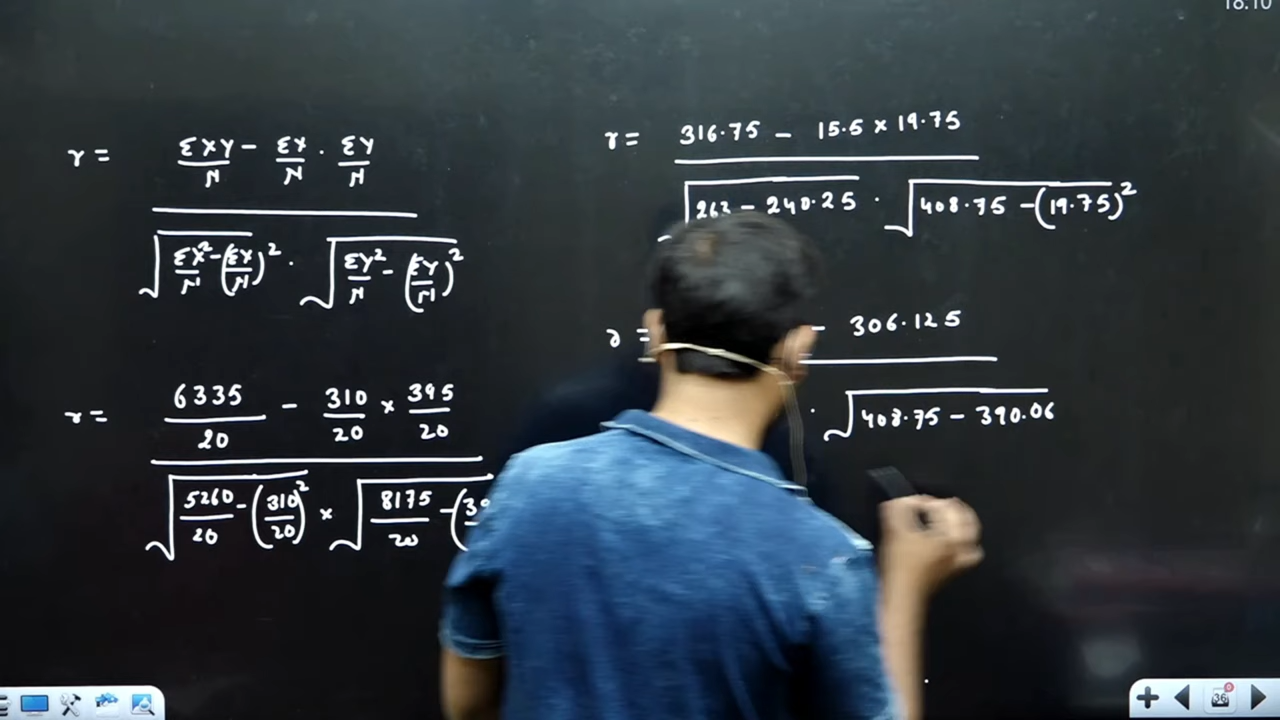 r = (ΣXY/N - ΣX/N · ΣY/N) / (√(ΣX²/N - (ΣX/N)²) · √(ΣY²/N - (ΣY/N)²))
r = (6335/20 - 310/20 × 395/20) / (√(5260/20 - (310/20)²) × √(8175/20 - (
r = (316.75 - 15.5 × 19.75) / (√(263 - 240.25) · √(408.75 - (19.75)²))
r = - 306.125 / · √(408.75 - 390.06)
18:10
36